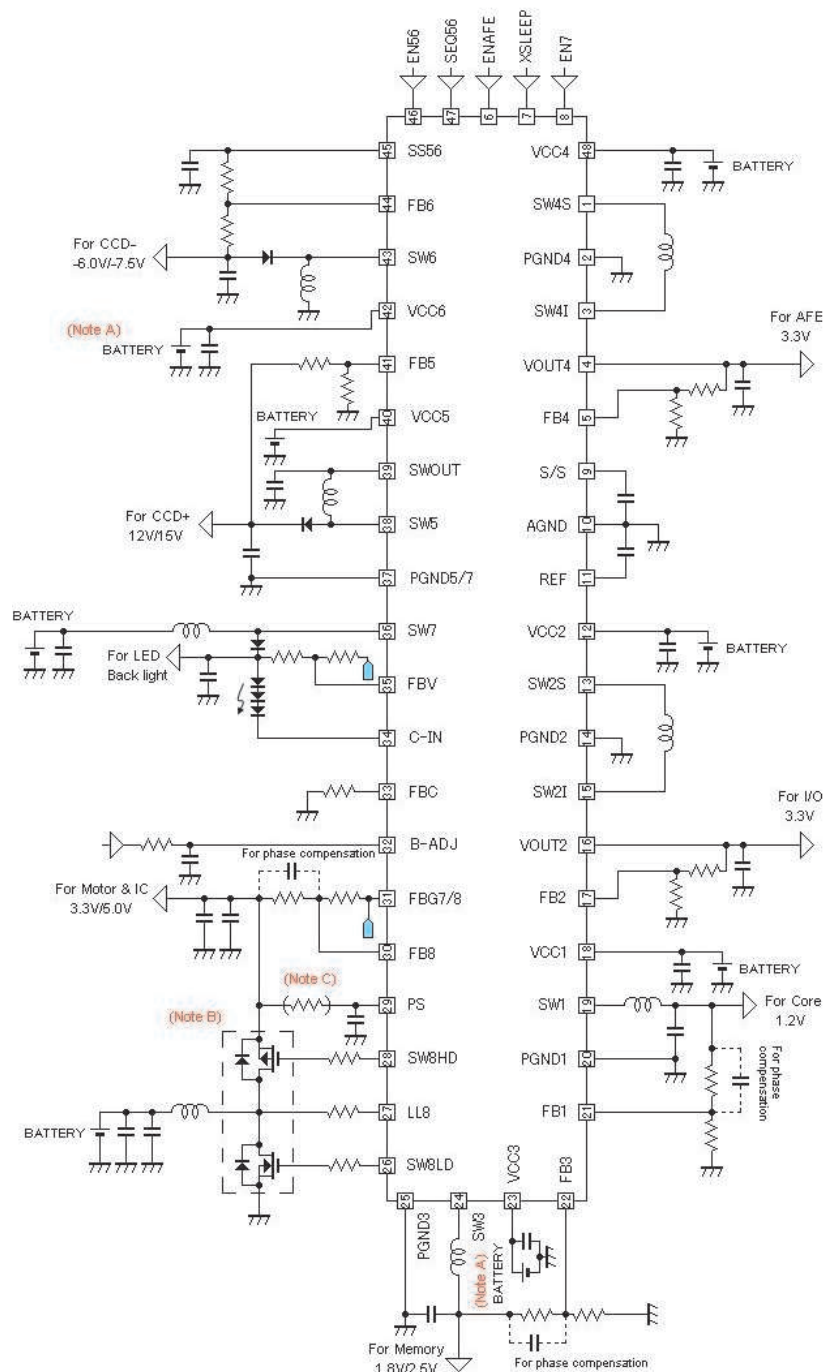 EN56
SEQ56
ENAFE
XSLEEP
EN7
46
47
6
7
8
45 SS56
44 FB6
For CCD-
-6.0V/-7.5V
43 SW6
42 VCC6
(Note A)
BATTERY
41 FB5
BATTERY
40 VCC5
39 SWOUT
For CCD+
12V/15V
38 SW5
37 PGND5/7
BATTERY
36 SW7
For LED
Back light
35 FBV
34 C-IN
33 FBC
32 B-ADJ
For phase compensation
For Motor & IC
3.3V/5.0V
31 FBG7/8
30 FB8
(Note C)
29 PS
(Note B)
28 SW8HD
27 LL8
BATTERY
26 SW8LD
VCC4 48
BATTERY
SW4S 1
PGND4 2
SW4I 3
For AFE
3.3V
VOUT4 4
FB4 5
S/S 9
AGND 10
REF 11
VCC2 12
BATTERY
SW2S 13
PGND2 14
SW2I 15
For I/O
3.3V
VOUT2 16
FB2 17
VCC1 18
BATTERY
SW1 19
For Core
1.2V
PGND1 20
For phase
compensation
FB1 21
VCC3
FB3
25
24
23
22
PGND3
SW3
(Note A)
BATTERY
For Memory
1.8V/2.5V
For phase compensation